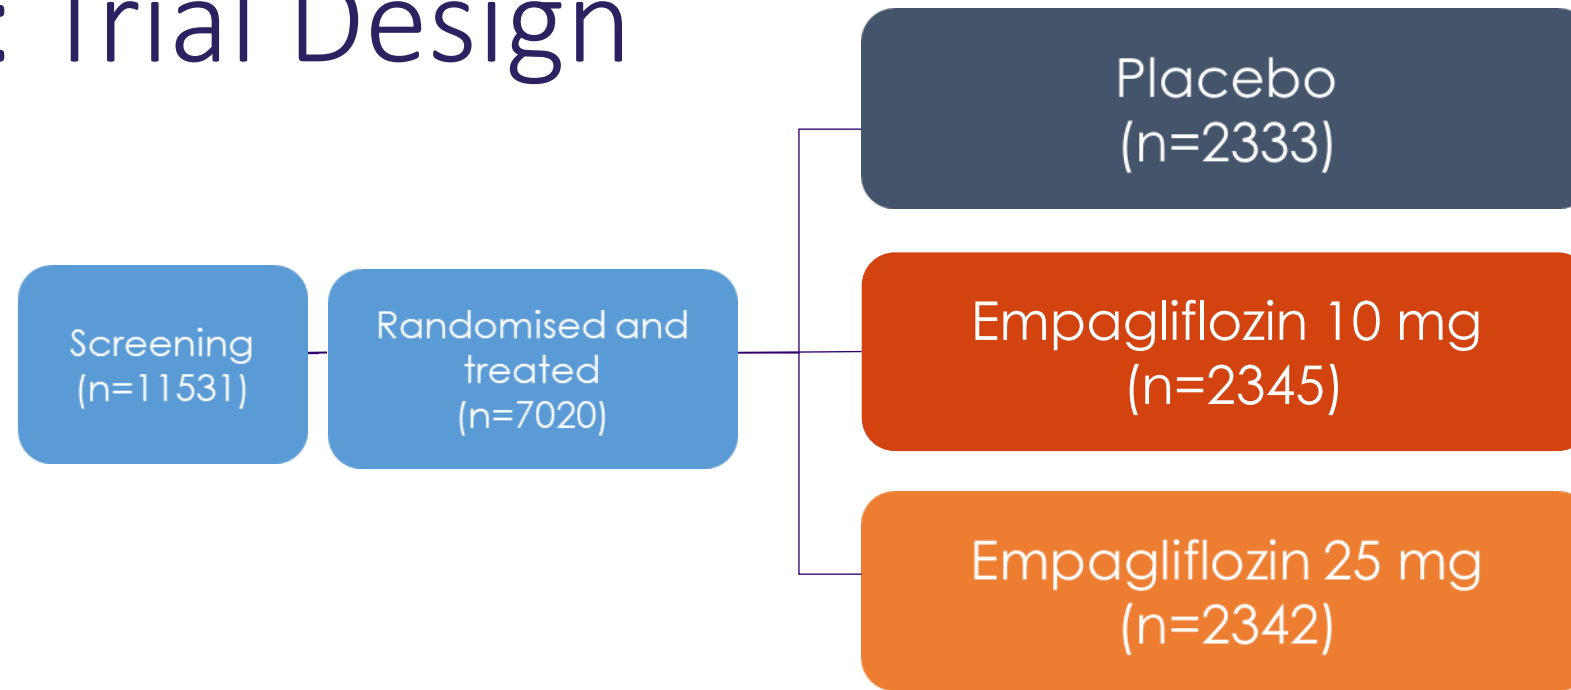 : Trial Design
Placebo
(n=2333)
Screening
(n=11531)
Randomised and
treated
(n=7020)
Empagliflozin 10 mg
(n=2345)
Empagliflozin 25 mg
(n=2342)